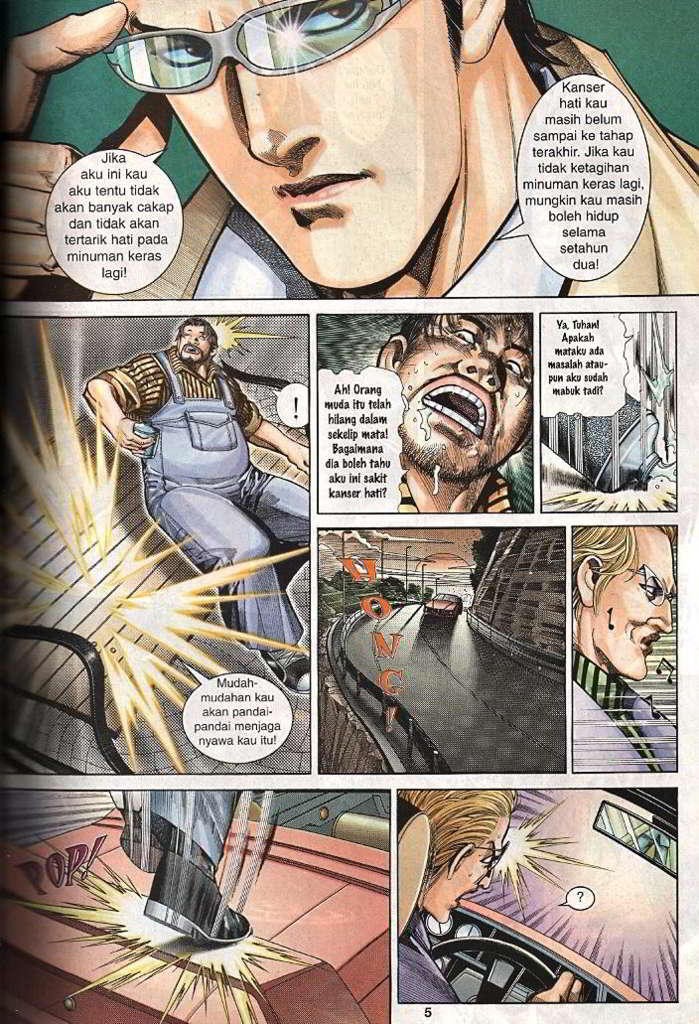 Jika
aku ini kau
aku tentu tidak
akan banyak cakap
dan tidak akan
tertarik hati pada
minuman keras
lagi!
Kanser
hati kau
masih belum
sampai ke tahap
terakhir. Jika kau
tidak ketagihan
minuman keras lagi,
mungkin kau masih
boleh hidup
selama
setahun
dua!
!
Mudah-
mudahan kau
akan pandai-
pandai menjaga
nyawa kau itu!
Ah! Orang
muda itu telah
hilang dalam
sekelip mata!
Bagaimana
dia boleh tahu
aku ini sakit
kanser hati?
Ya, Tuhan!
Apakah
mataku ada
masalah atau-
pun aku sudah
mabuk tadi?
HONG!
POP!
?
5